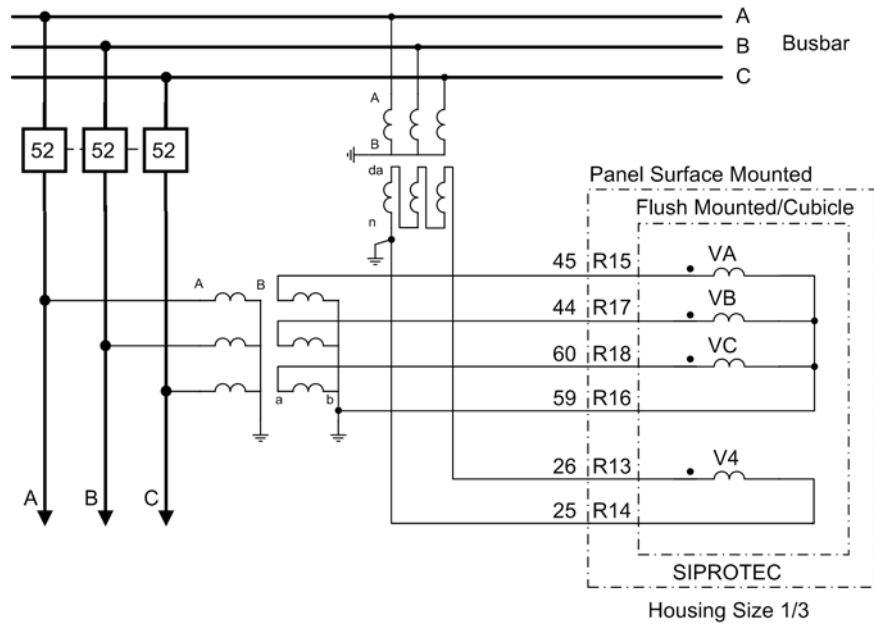 A
B Busbar
C
A
52 52 52
B
Panel Surface Mounted
da
Flush Mounted/Cubicle
n
45 R15 VA
A B
44 R17 VB
60 R18 VC
a b
59 R16
26 R13 V4
A B C
25 R14
SIPROTEC
Housing Size 1/3